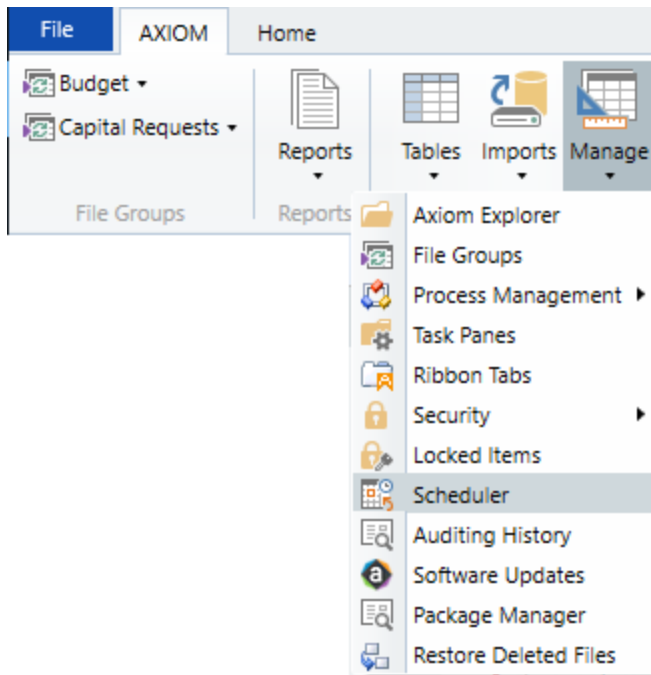 File AXIOM Home
Budget
Capital Requests
Reports Tables Imports Manage
File Groups Reports
Axiom Explorer
File Groups
Process Management
Task Panes
Ribbon Tabs
Security
Locked Items
Scheduler
Auditing History
Software Updates
Package Manager
Restore Deleted Files